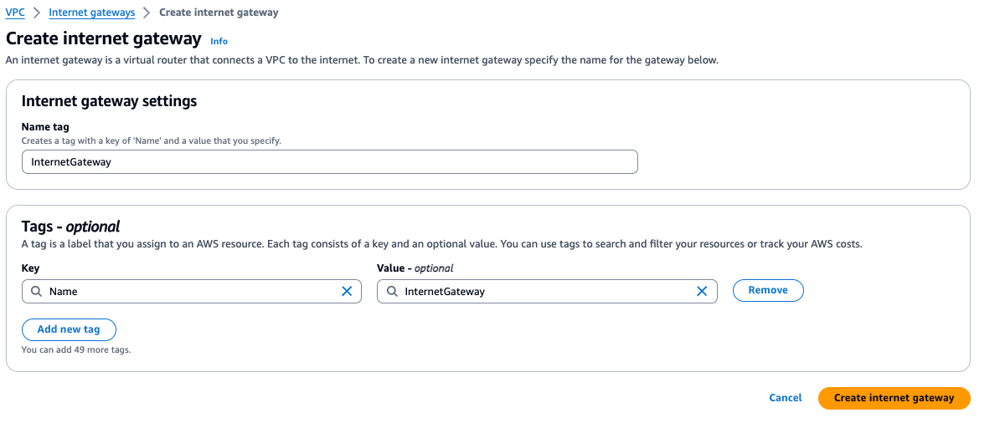 VPC > Internet gateways > Create internet gateway
Create internet gateway Info
An internet gateway is a virtual router that connects a VPC to the internet. To create a new internet gateway specify the name for the gateway below.
Internet gateway settings
Name tag
Creates a tag with a key of 'Name' and a value that you specify.
InternetGateway
Tags - optional
A tag is a label that you assign to an AWS resource. Each tag consists of a key and an optional value. You can use tags to search and filter your resources or track your AWS costs.
Key Value - optional
Name InternetGateway Remove
Add new tag
You can add 49 more tags.
Cancel Create internet gateway